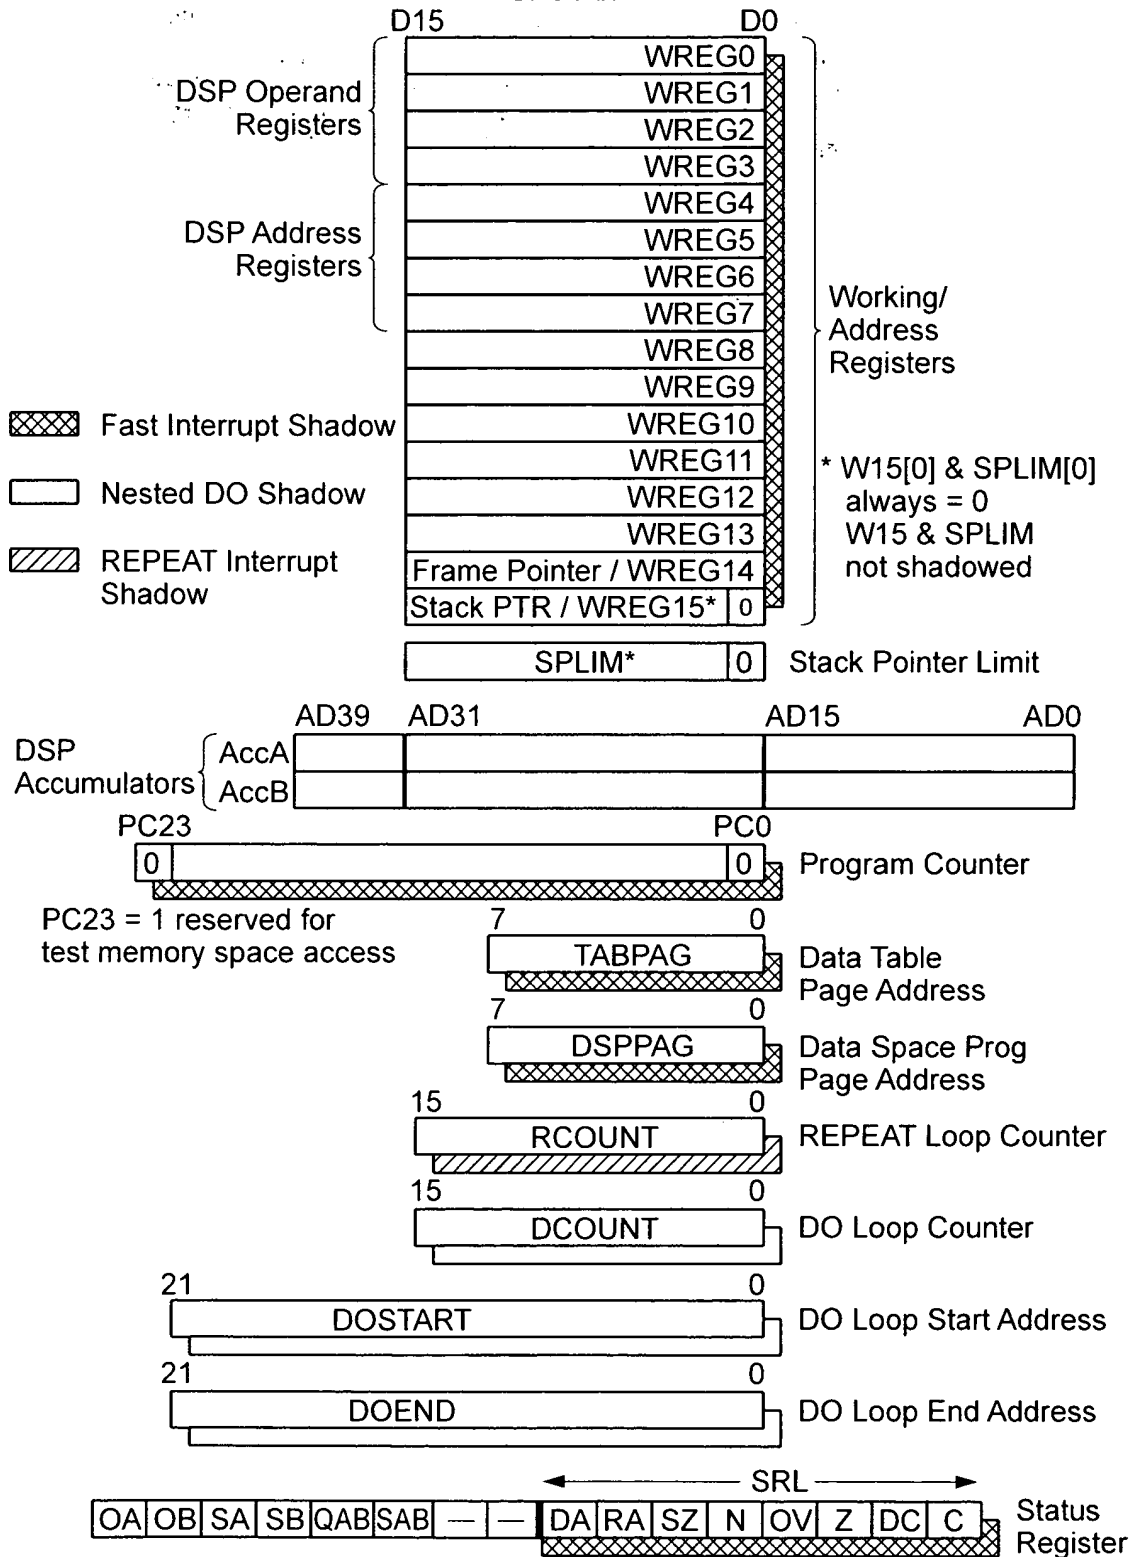 D15 D0
WREG0
DSP Operand
Registers
WREG1
WREG2
WREG3
WREG4
DSP Address
Registers
WREG5
WREG6
WREG7
Working/
Address
Registers
WREG8
WREG9
Fast Interrupt Shadow
WREG10
WREG11
* W15[0] & SPLIM[0]
always = 0
W15 & SPLIM
not shadowed
Nested DO Shadow
WREG12
WREG13
REPEAT Interrupt
Shadow
Frame Pointer / WREG14
Stack PTR / WREG15* 0
SPLIM* 0 Stack Pointer Limit
AD39 AD31 AD15 AD0
DSP
Accumulators
AccA
AccB
PC23 PC0
0 0 Program Counter
PC23 = 1 reserved for
test memory space access
7 0
TABPAG Data Table
Page Address
7 0
DSPPAG Data Space Prog
Page Address
15 0
RCOUNT REPEAT Loop Counter
15 0
DCOUNT DO Loop Counter
21 0
DOSTART DO Loop Start Address
21 0
DOEND DO Loop End Address
SRL
OA OB SA SB QAB SAB — — DA RA SZ N OV Z DC C Status
Register